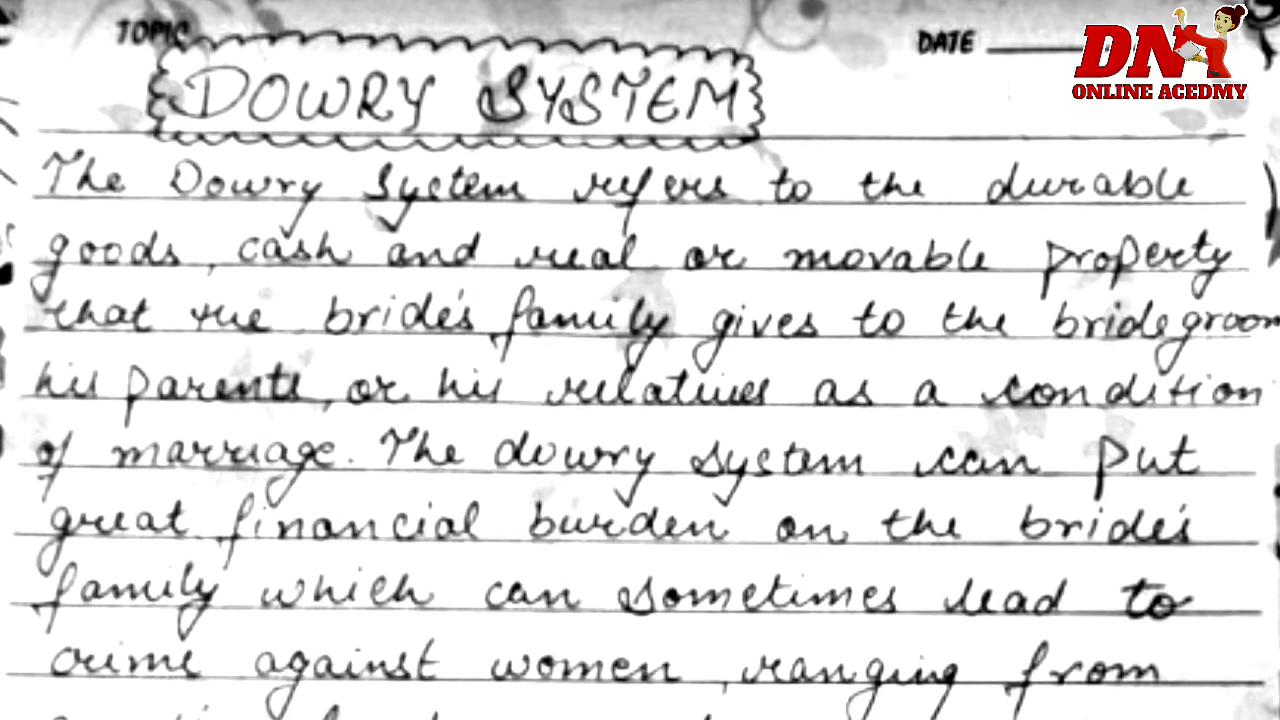 TOPIC
DATE
DNY
ONLINE ACEDMY
DOWRY SYSTEM
The Dowry System refers to the durable
goods, cash and real or movable property
that the bride's family gives to the bridegroom
his parents, or his relatives as a condition
of marriage. The dowry system can put
great financial burden on the bride's
family which can sometimes lead to
crime against women, ranging from